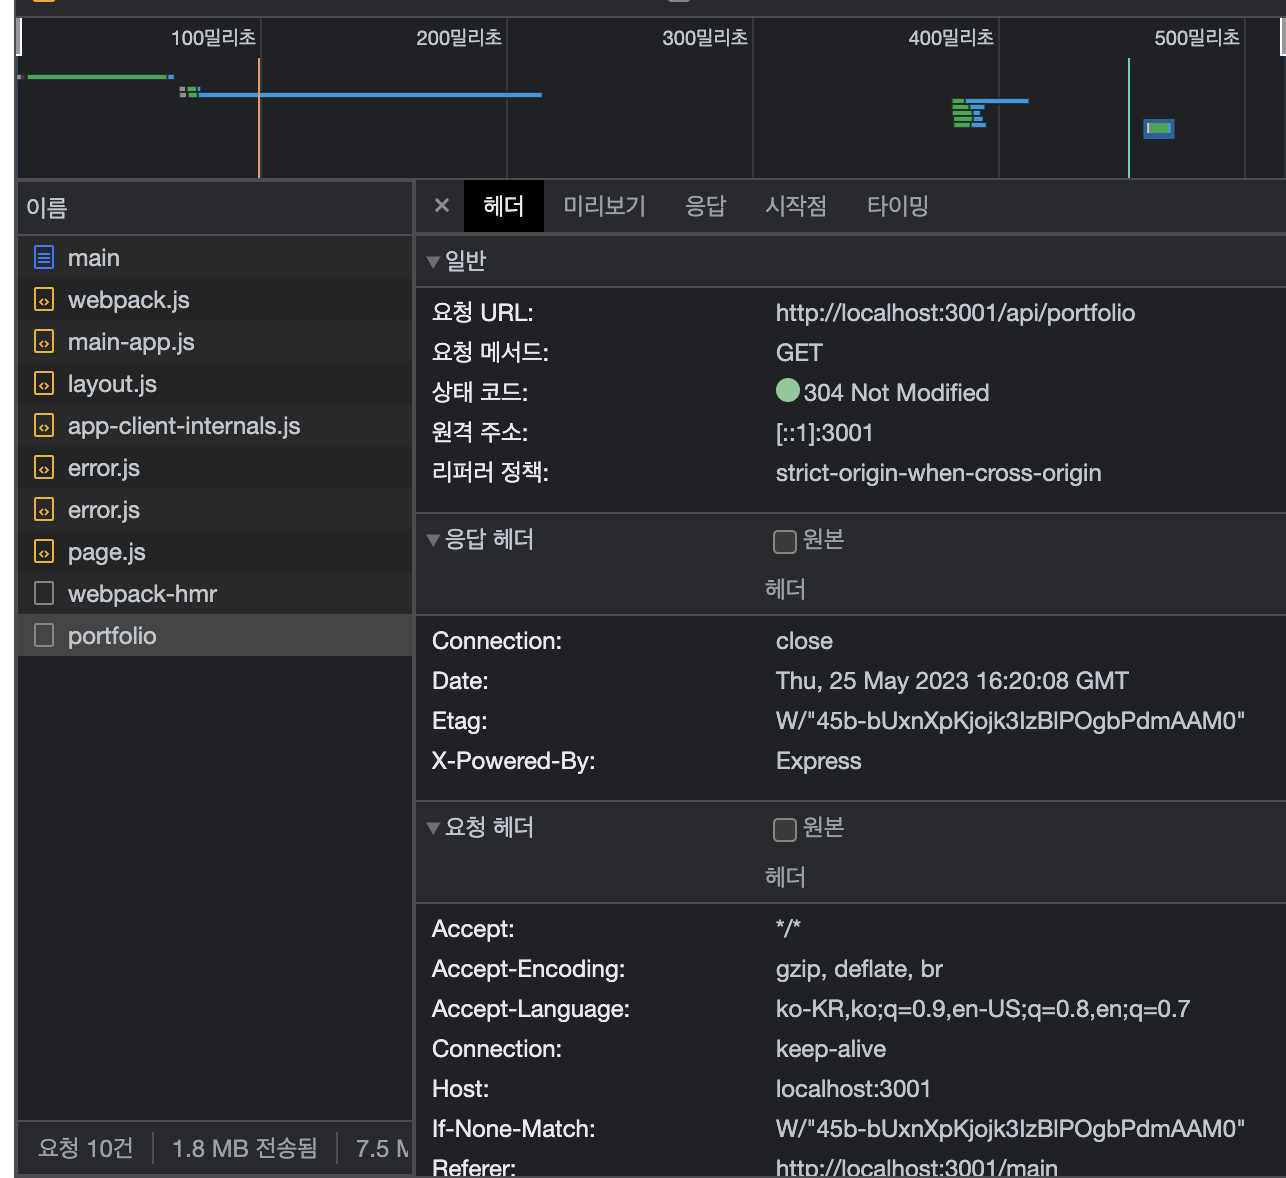 100밀리초 200밀리초 300밀리초 400밀리초 500밀리초
이름
main
webpack.js
main-app.js
layout.js
app-client-internals.js
error.js
error.js
page.js
webpack-hmr
portfolio
요청 10건 1.8 MB 전송됨 7.5 M
× 헤더 미리보기 응답 시작점 타이밍
▼일반
요청 URL: http://localhost:3001/api/portfolio
요청 메서드: GET
상태 코드: 304 Not Modified
원격 주소: [::1]:3001
리퍼러 정책: strict-origin-when-cross-origin
▼응답 헤더 원본
헤더
Connection: close
Date: Thu, 25 May 2023 16:20:08 GMT
Etag: W/"45b-bUxnXpKjojk3IzBlPOgbPdmAAM0"
X-Powered-By: Express
▼요청 헤더 원본
헤더
Accept: */*
Accept-Encoding: gzip, deflate, br
Accept-Language: ko-KR,ko;q=0.9,en-US;q=0.8,en;q=0.7
Connection: keep-alive
Host: localhost:3001
If-None-Match: W/"45b-bUxnXpKjojk3IzBlPOgbPdmAAM0"
Referer: http://localhost:3001/main